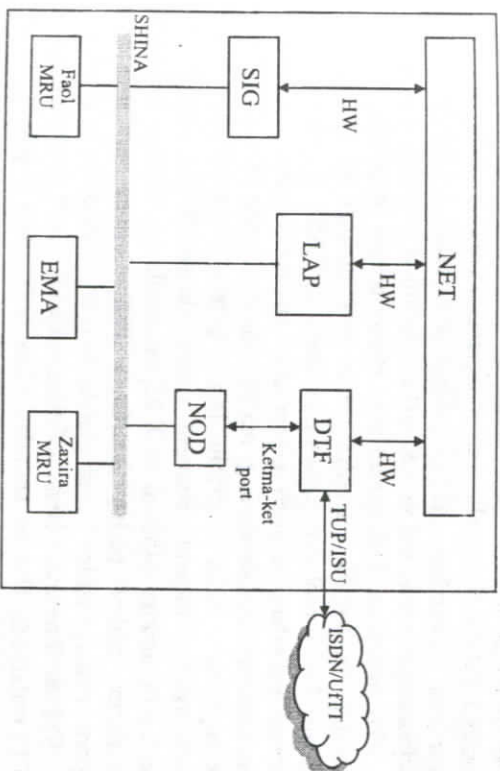 NET
HW
HW
HW
SIG
LAP
DTF
TUP/ISU
ISDN/UfTT
Ketma-ket
port
NOD
SHINA
Faol
MRU
EMA
Zaxira
MRU